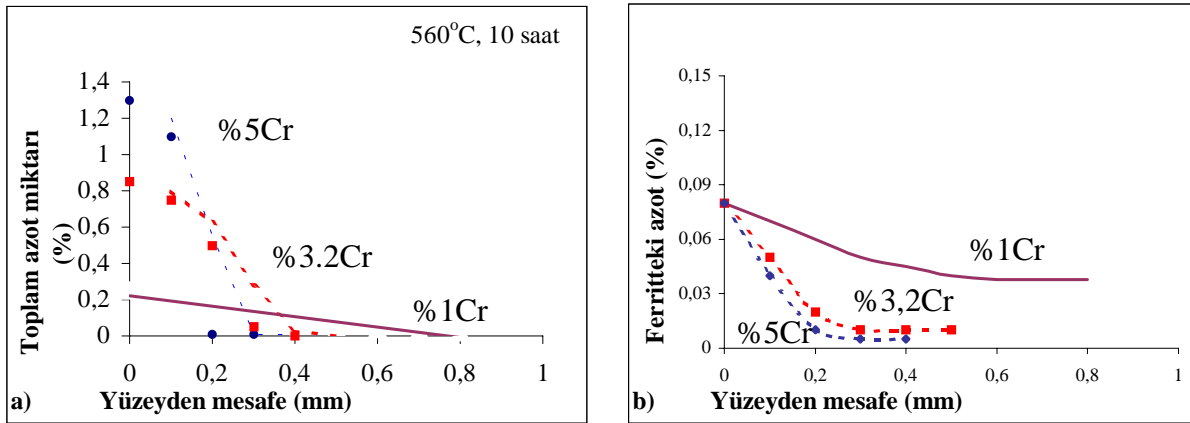 560°C, 10 saat
Toplam azot miktarı
(%)
1,4
1,2
1
0,8
0,6
0,4
0,2
0
%5Cr
%3.2Cr
%1Cr
0
0,2
0,4
0,6
0,8
1
a)
Yüzeyden mesafe (mm)
Ferritteki azot (%)
0,15
0,12
0,09
0,06
0,03
0
%1Cr
%3,2Cr
%5Cr
0
0,2
0,4
0,6
0,8
1
b)
Yüzeyden mesafe (mm)